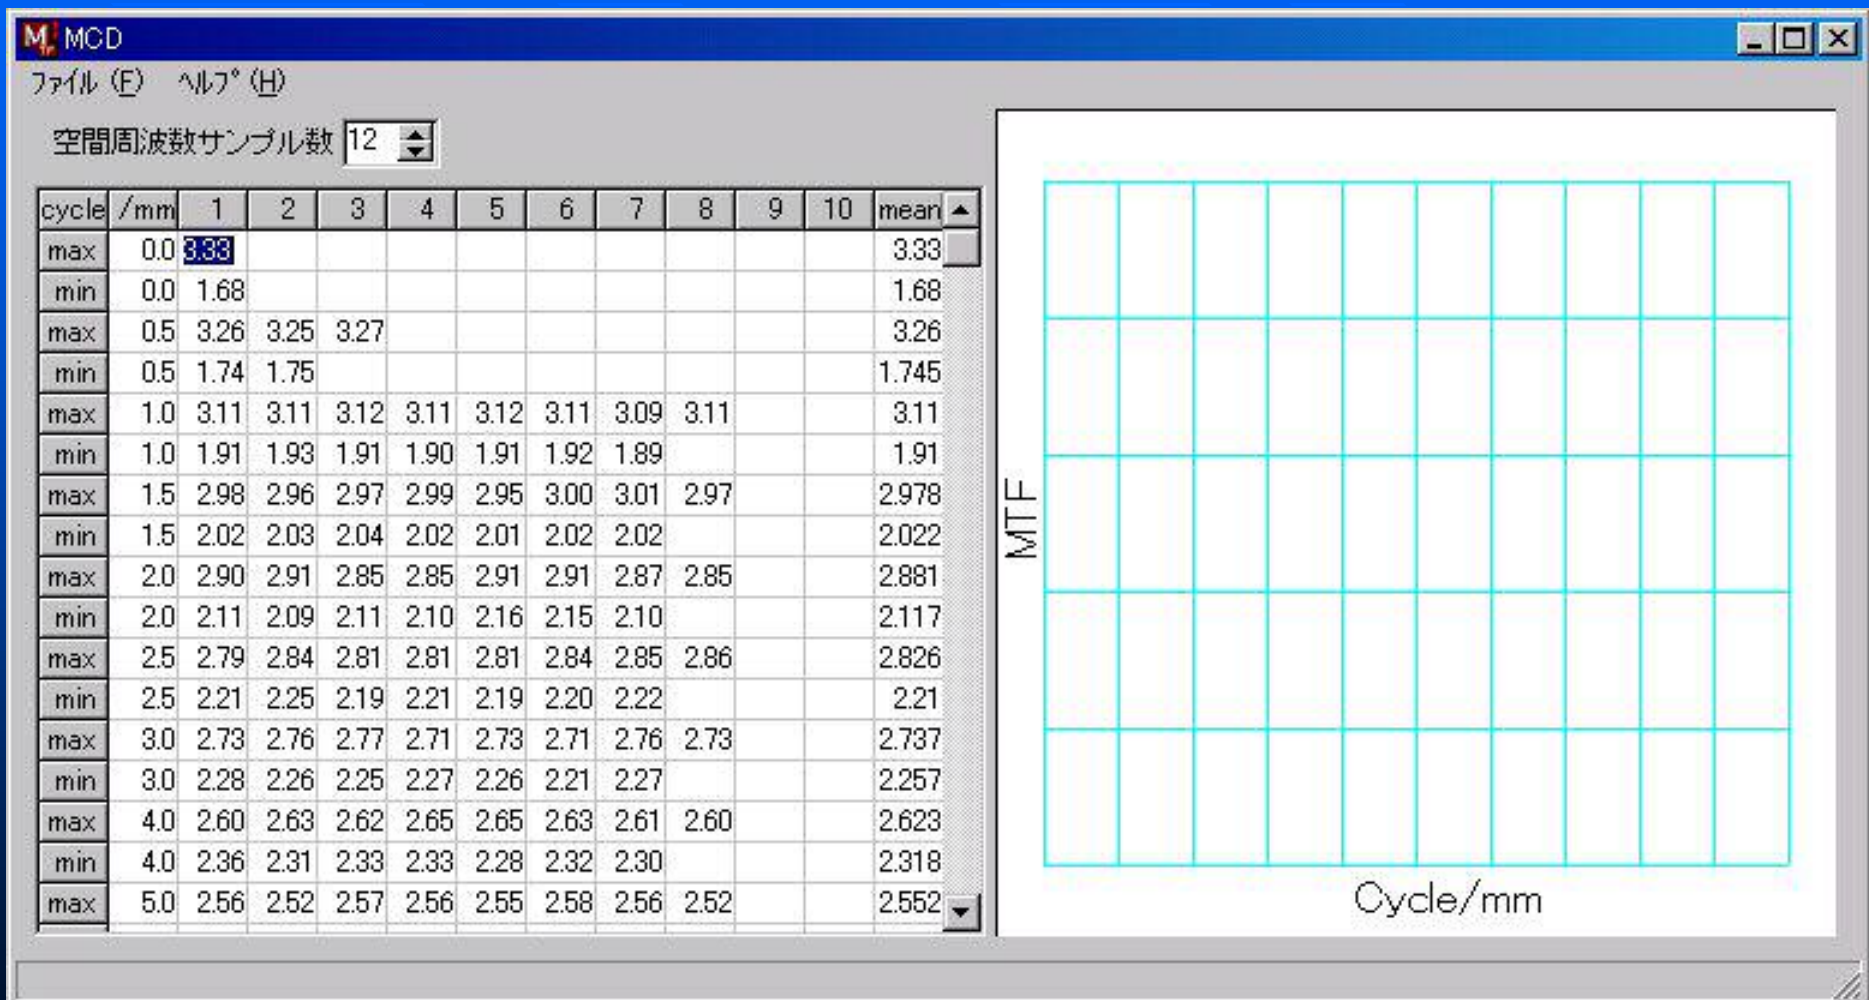 MCD
ファイル (F) ヘルプ (H)
空間周波数サンプル数 12
cycle /mm 1 2 3 4 5 6 7 8 9 10 mean
max 0.0 3.33 3.33
min 0.0 1.68 1.68
max 0.5 3.26 3.25 3.27 3.26
min 0.5 1.74 1.75 1.745
max 1.0 3.11 3.11 3.12 3.11 3.12 3.11 3.09 3.11 3.11
min 1.0 1.91 1.93 1.91 1.90 1.91 1.92 1.89 1.91
max 1.5 2.98 2.96 2.97 2.99 2.95 3.00 3.01 2.97 2.978
min 1.5 2.02 2.03 2.04 2.02 2.01 2.02 2.02 2.022
max 2.0 2.90 2.91 2.85 2.85 2.91 2.91 2.87 2.85 2.881
min 2.0 2.11 2.09 2.11 2.10 2.16 2.15 2.10 2.117
max 2.5 2.79 2.84 2.81 2.81 2.81 2.84 2.85 2.86 2.826
min 2.5 2.21 2.25 2.19 2.21 2.19 2.20 2.22 2.21
max 3.0 2.73 2.76 2.77 2.71 2.73 2.71 2.76 2.73 2.737
min 3.0 2.28 2.26 2.25 2.27 2.26 2.21 2.27 2.257
max 4.0 2.60 2.63 2.62 2.65 2.65 2.63 2.61 2.60 2.623
min 4.0 2.36 2.31 2.33 2.33 2.28 2.32 2.30 2.318
max 5.0 2.56 2.52 2.57 2.56 2.55 2.58 2.56 2.52 2.552
MTF
Cycle/mm